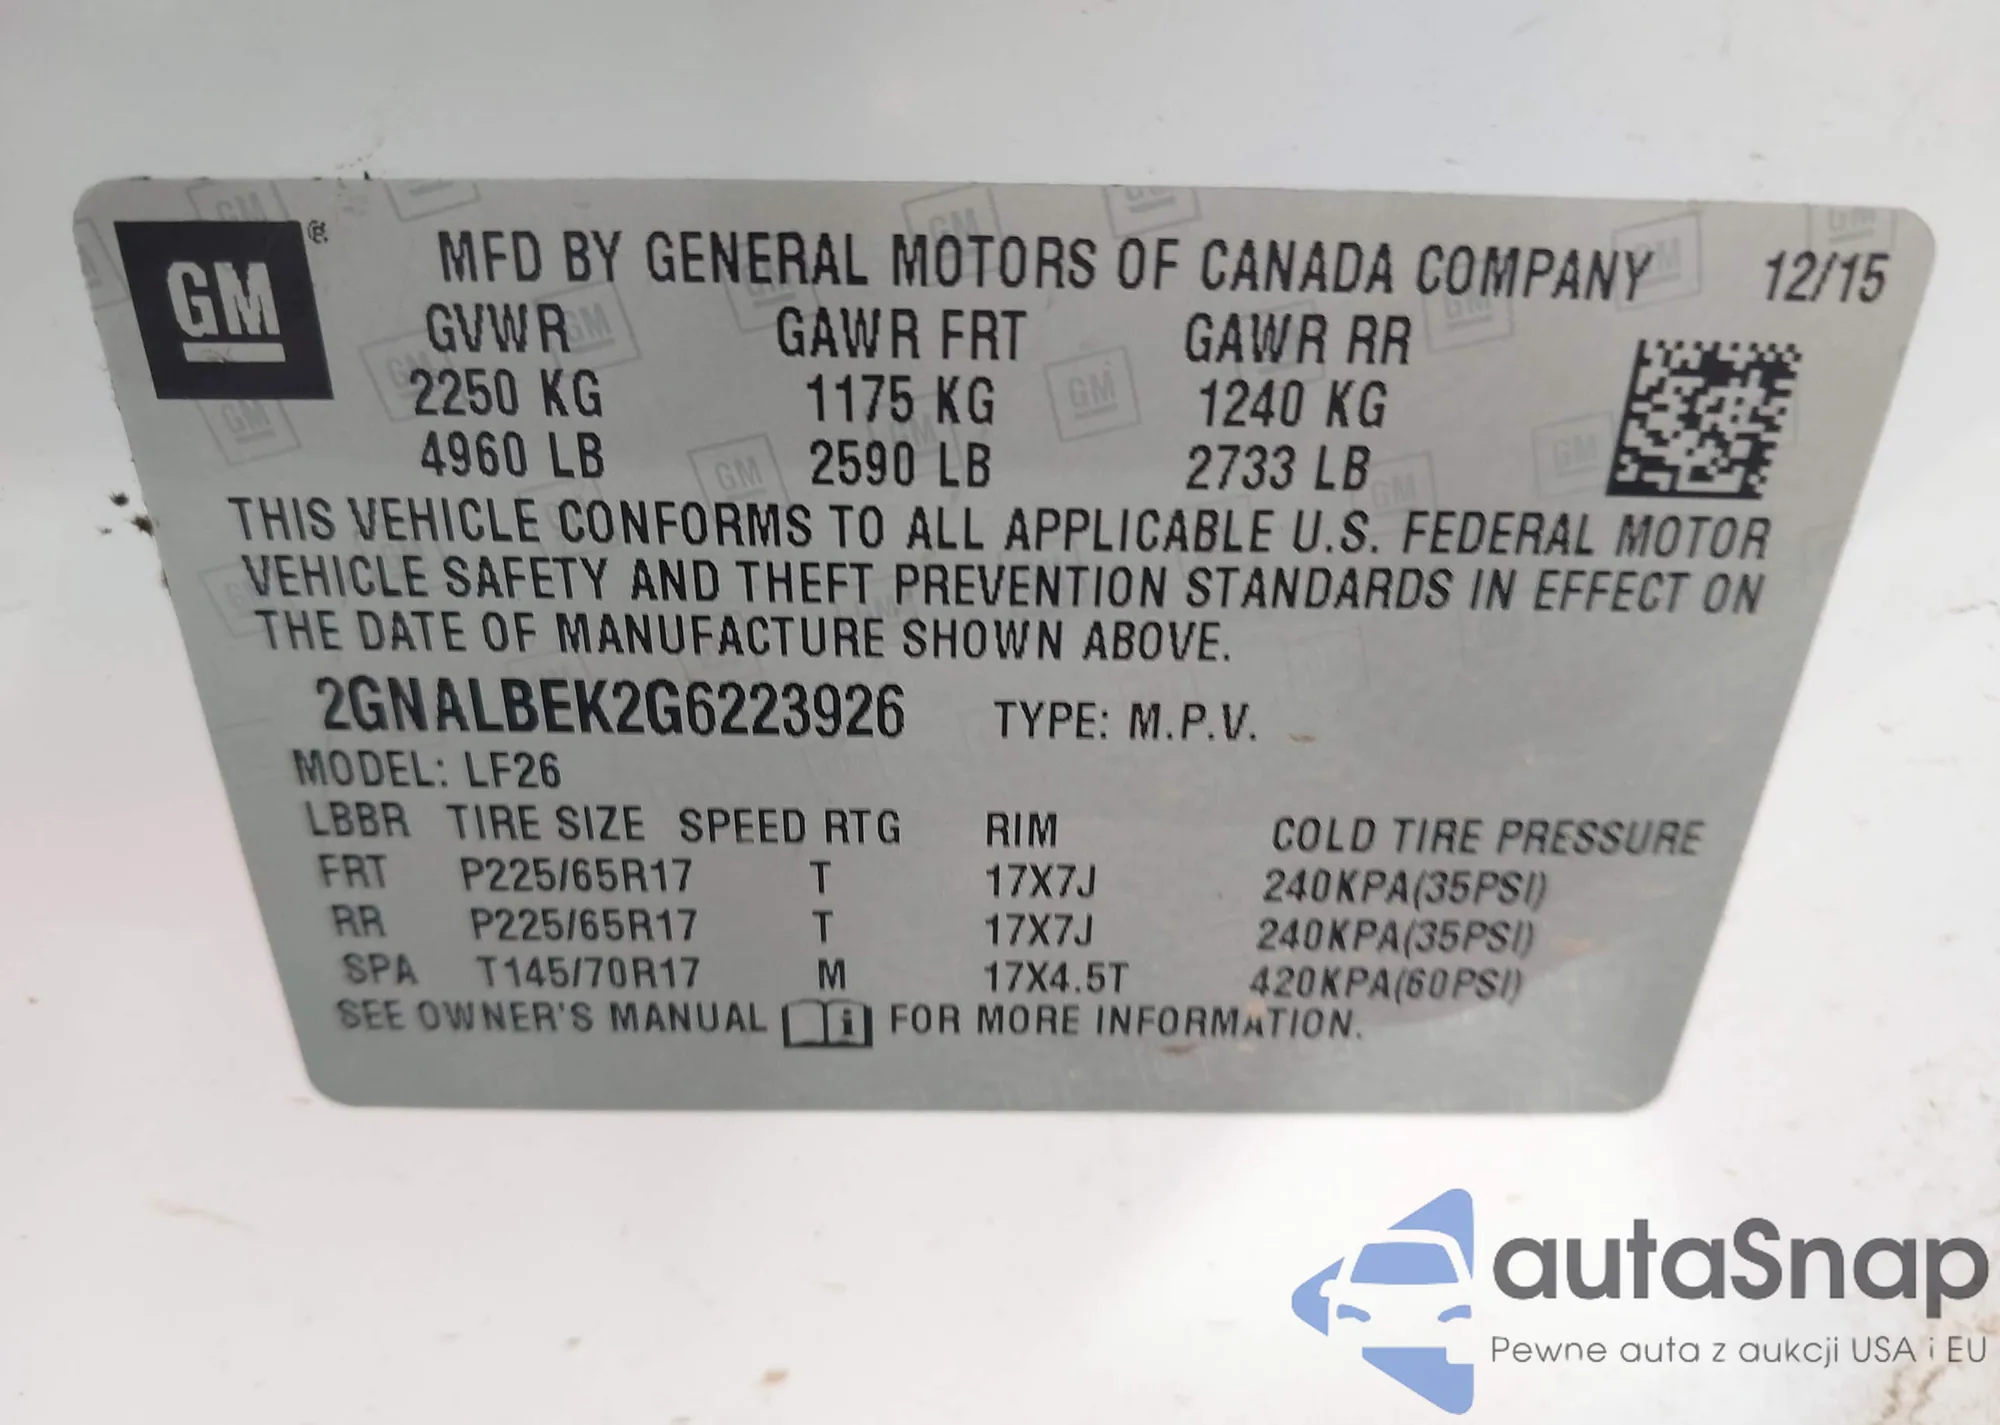 GM ®
MFD BY GENERAL MOTORS OF CANADA COMPANY 12/15
GVWR GAWR FRT GAWR RR
2250 KG 1175 KG 1240 KG
4960 LB 2590 LB 2733 LB
THIS VEHICLE CONFORMS TO ALL APPLICABLE U.S. FEDERAL MOTOR
VEHICLE SAFETY AND THEFT PREVENTION STANDARDS IN EFFECT ON
THE DATE OF MANUFACTURE SHOWN ABOVE.
2GNALBEK2G6223926 TYPE: M.P.V.
MODEL: LF26
LBBR TIRE SIZE SPEED RTG RIM COLD TIRE PRESSURE
FRT P225/65R17 T 17X7J 240KPA(35PSI)
RR P225/65R17 T 17X7J 240KPA(35PSI)
SPA T145/70R17 M 17X4.5T 420KPA(60PSI)
SEE OWNER'S MANUAL i FOR MORE INFORMATION.
autaSnap
Pewne auta z aukcji USA i EU